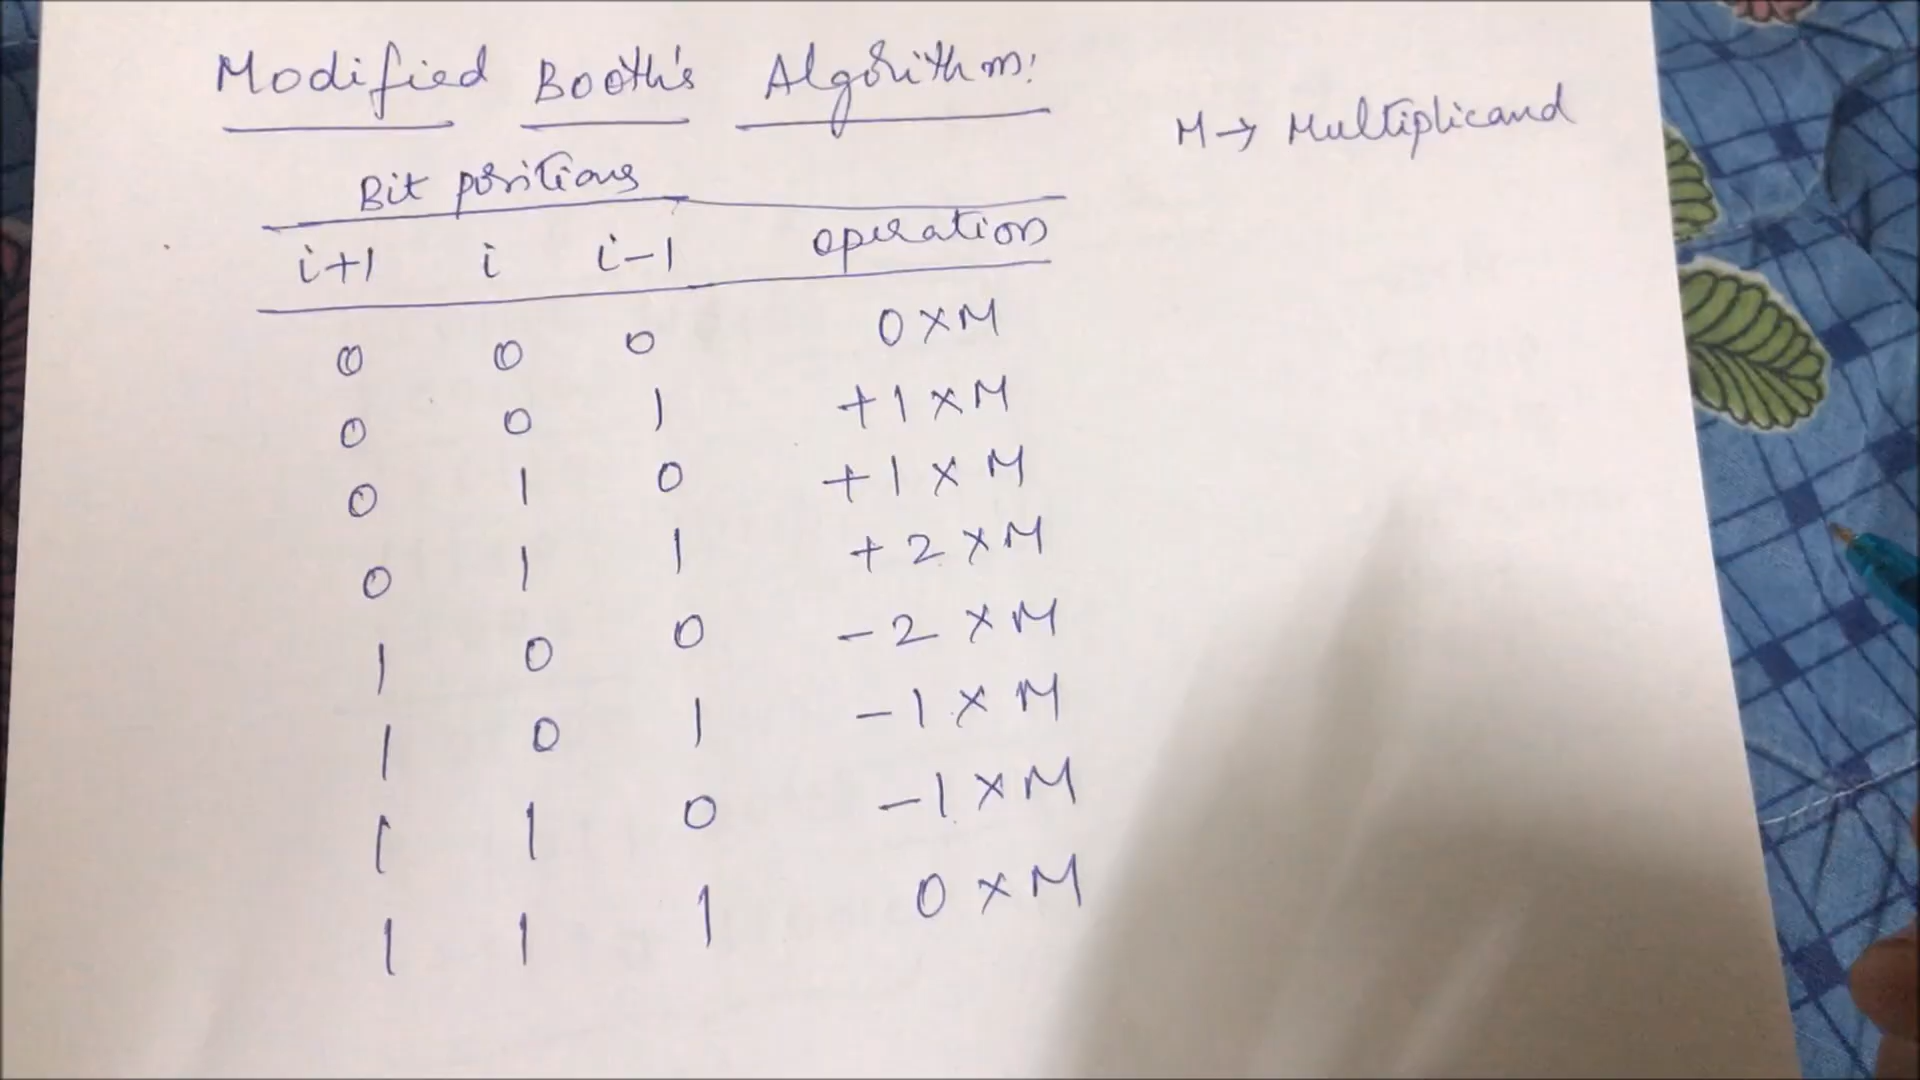 Modified Booth's Algorithm:
M → Multiplicand
Bit positions
i+1 i i-1 operation
0 0 0 0 × M
0 0 1 +1 × M
0 1 0 +1 × M
0 1 1 +2 × M
1 0 0 -2 × M
1 0 1 -1 × M
1 1 0 -1 × M
1 1 1 0 × M